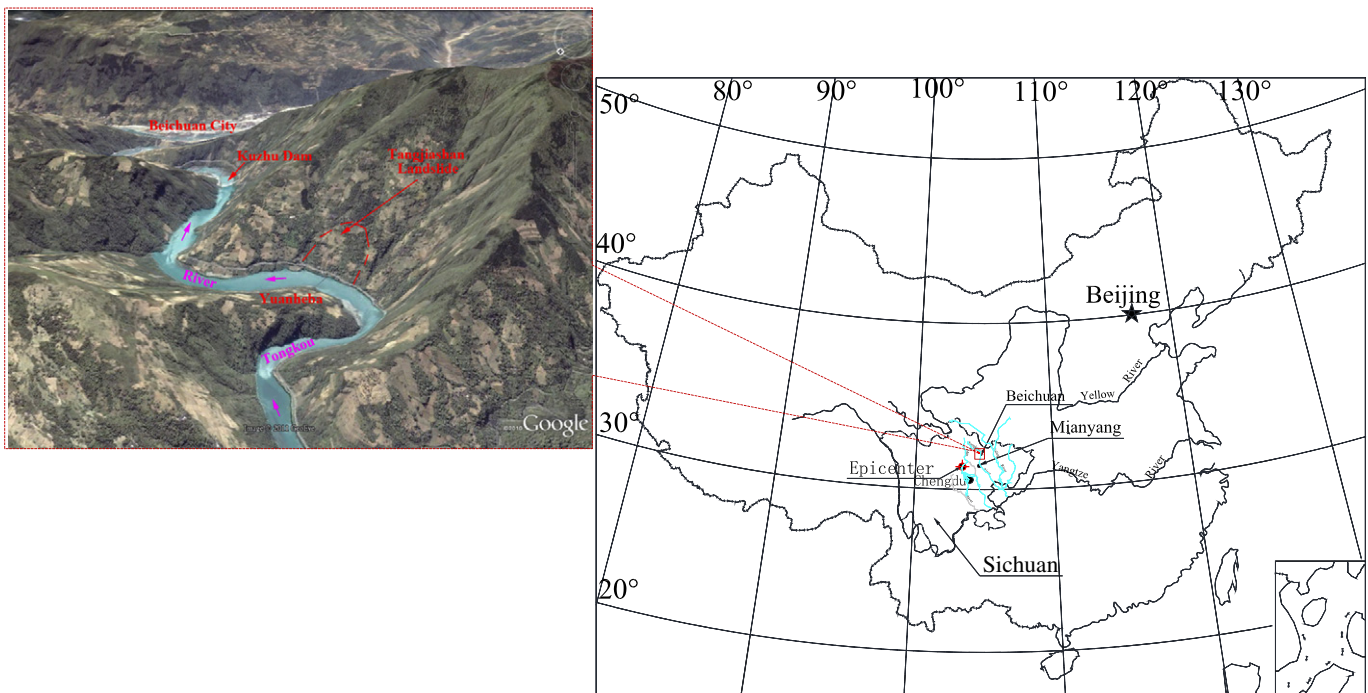 Beichuan City
Kuzhu Dam
Tangjiashan
Landslide
River
Yuanheba
Tongkou
©2010 Google
80°
90°
100°
110°
120°
130°
50°
40°
30°
20°
Beijing
Beichuan
Yellow
River
Mianyang
Epicenter
Chengdu
Yangtze
River
Sichuan